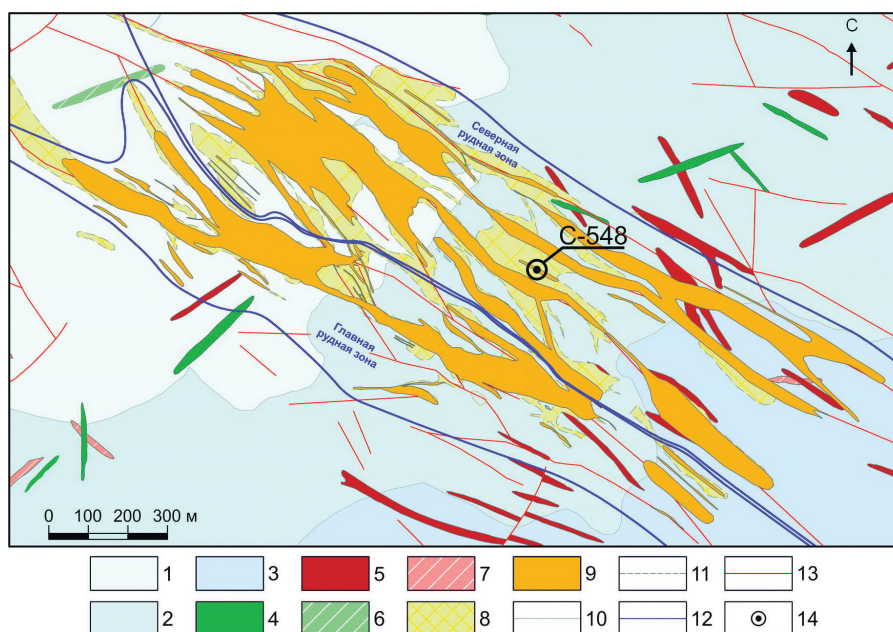 С
Северная
рудная зона
С-548
Главная
рудная зона
0 100 200 300 м
1 3 5 7 9 11 13
2 4 6 8 10 12 14